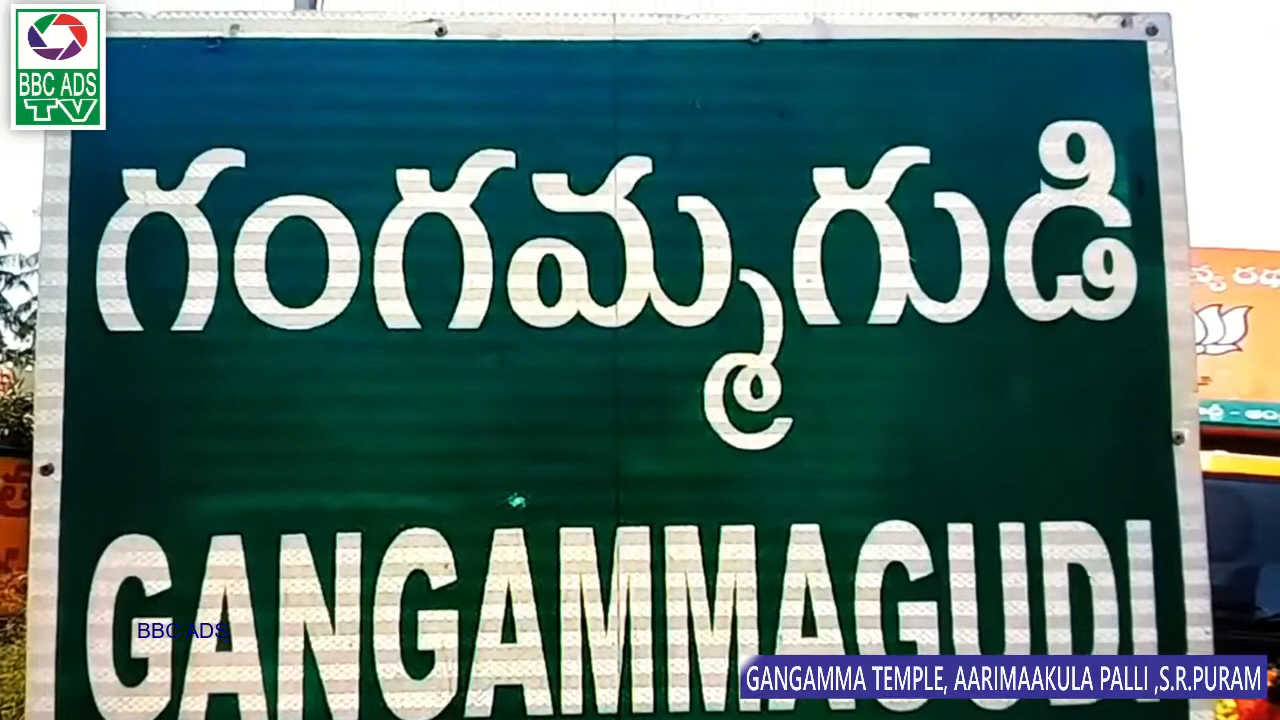 BBC ADS
TV
గంగమ్మగుడి
GANGAMMAGUDI
BBC ADS
GANGAMMA TEMPLE, AARIMAAKULA PALLI ,S.R.PURAM